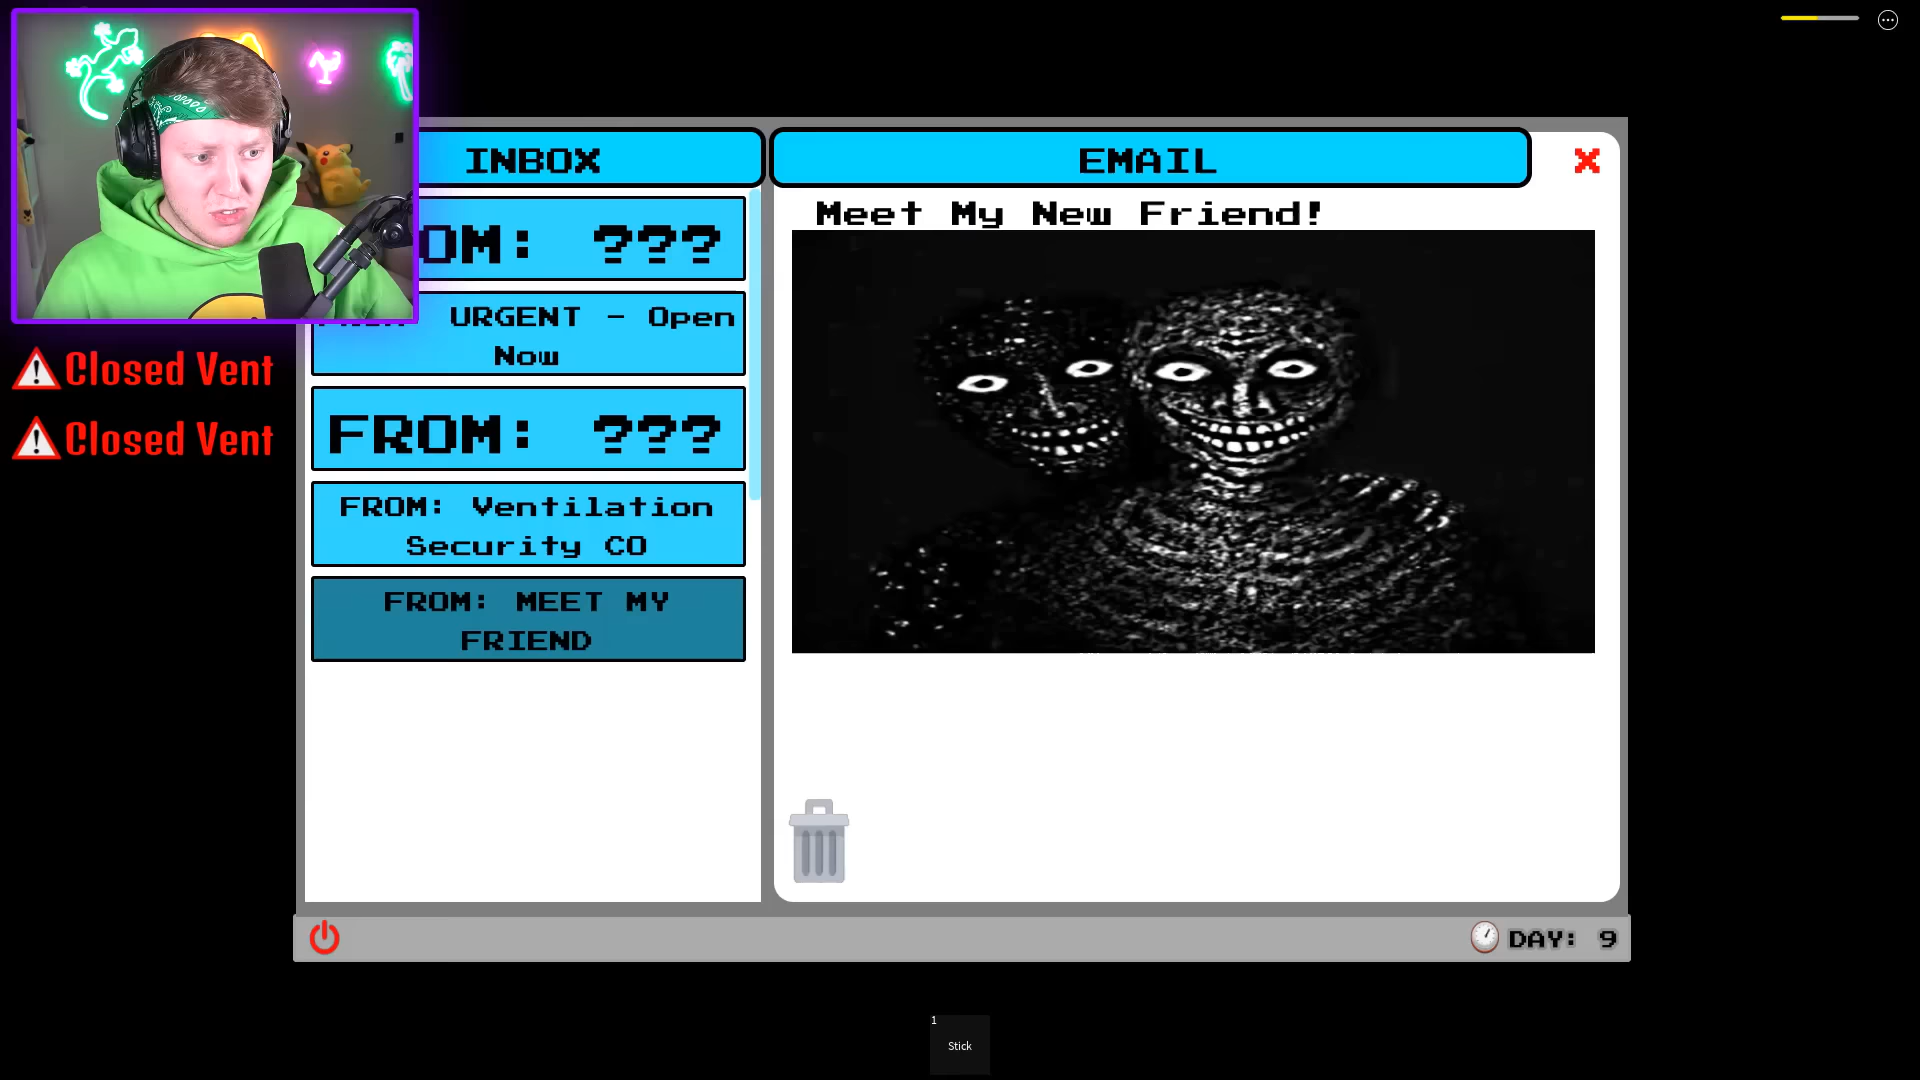 INBOX
EMAIL
Meet My New Friend!
OM: ???
URGENT - Open
Now
FROM: ???
FROM: Ventilation
Security CO
FROM: MEET MY
FRIEND
Closed Vent
Closed Vent
DAY: 9
1
Stick